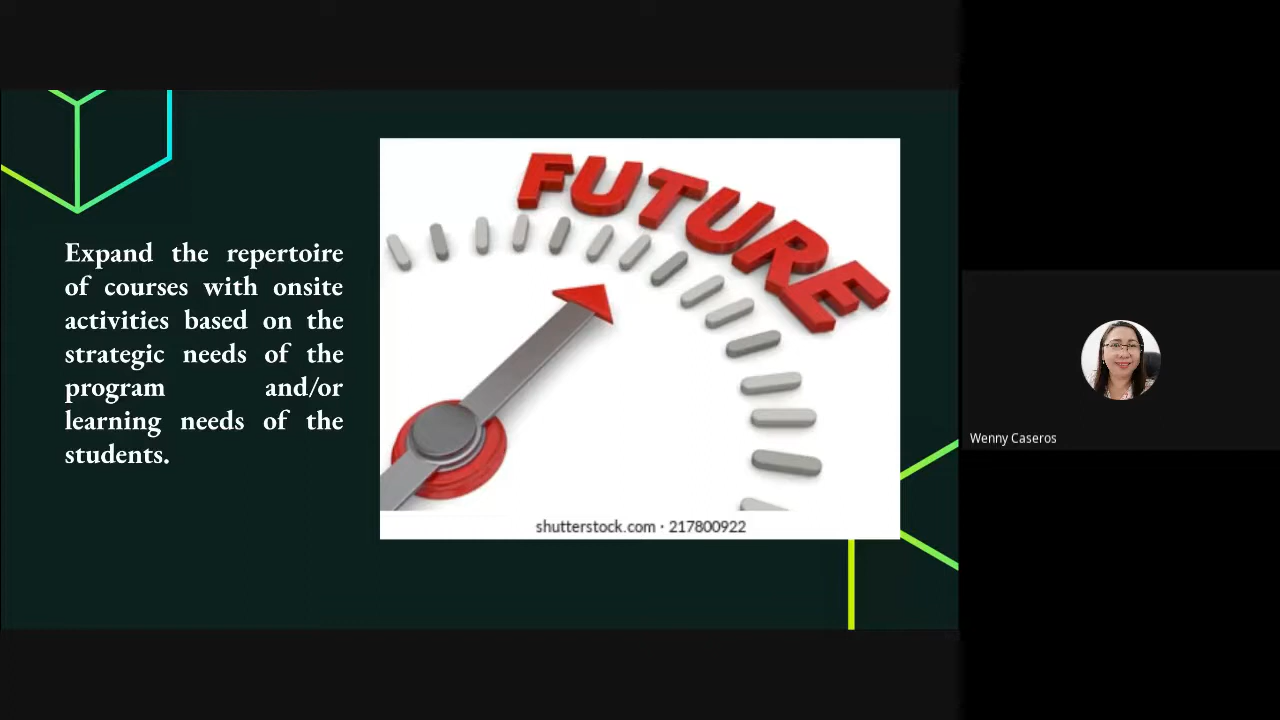 FUTURE
Expand the repertoire
of courses with onsite
activities based on the
strategic needs of the
program and/or
learning needs of the
students.
shutterstock.com · 217800922
Wenny Caseros